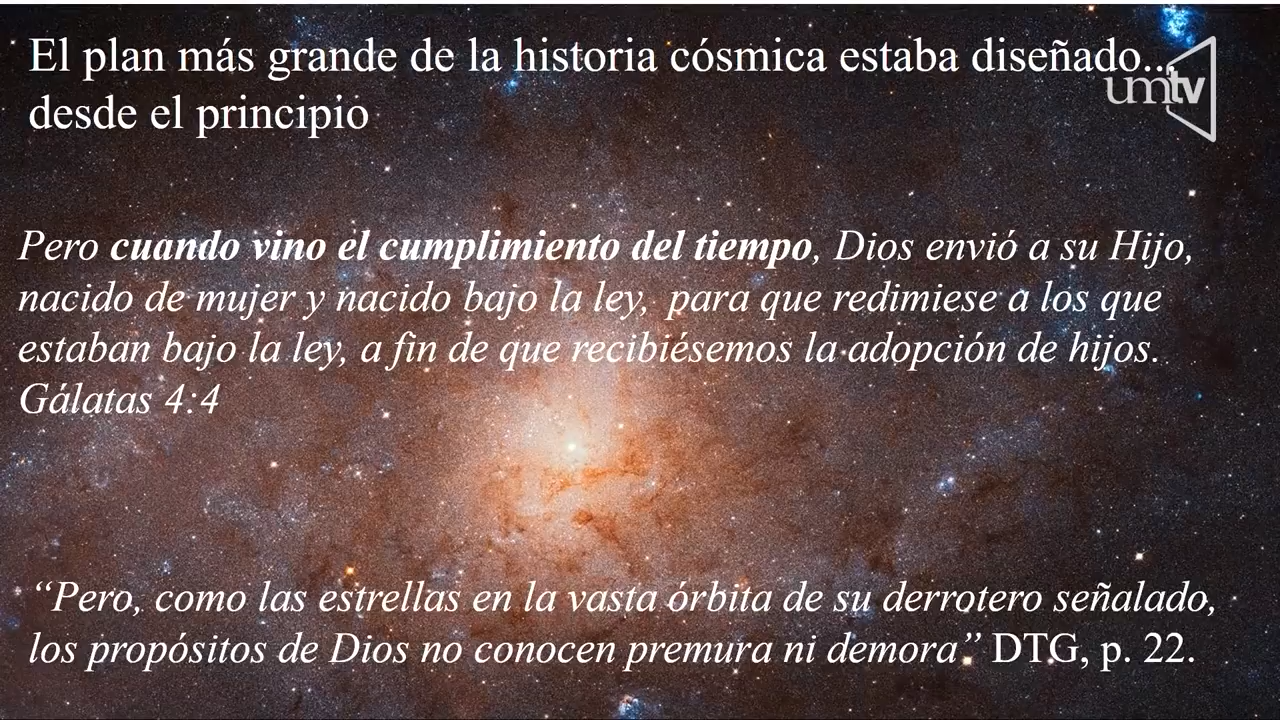 El plan más grande de la historia cósmica estaba diseñado...
desde el principio
umtv
Pero cuando vino el cumplimiento del tiempo, Dios envió a su Hijo,
nacido de mujer y nacido bajo la ley, para que redimiese a los que
estaban bajo la ley, a fin de que recibiésemos la adopción de hijos.
Gálatas 4:4
“Pero, como las estrellas en la vasta órbita de su derrotero señalado,
los propósitos de Dios no conocen premura ni demora” DTG, p. 22.